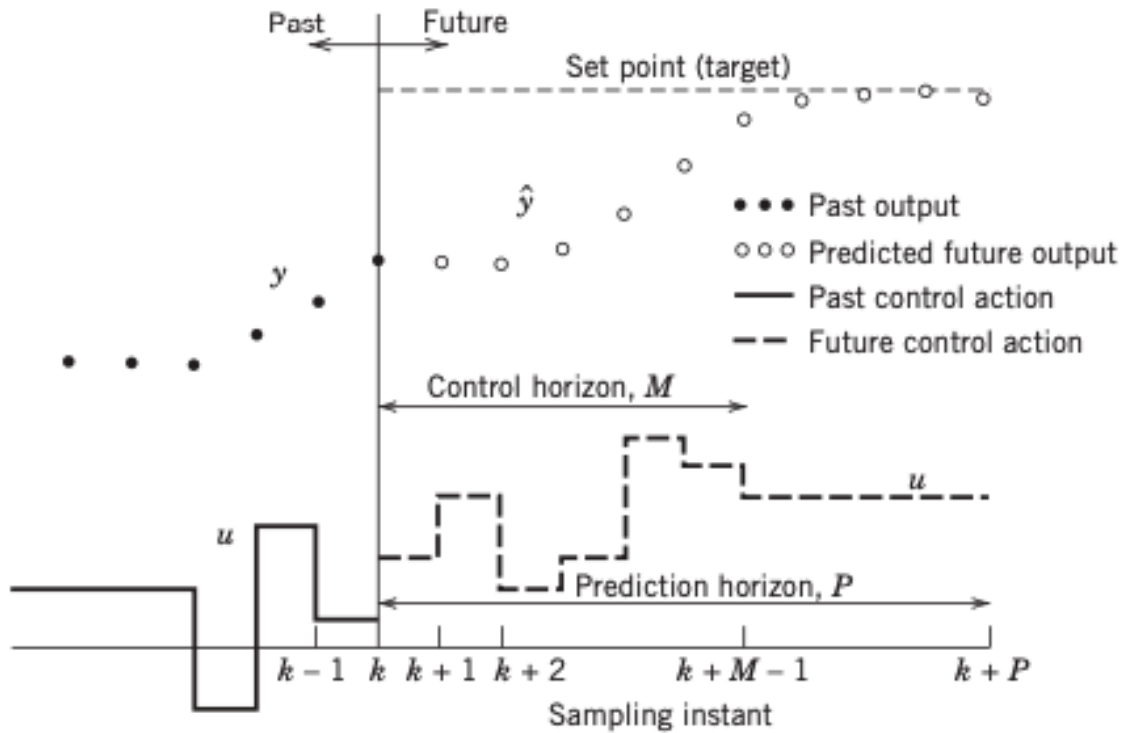 Past
Future
Set point (target)
ŷ
Past output
y
Predicted future output
Past control action
Future control action
Control horizon, M
u
u
Prediction horizon, P
k – 1 k k + 1 k + 2 k + M – 1 k + P
Sampling instant